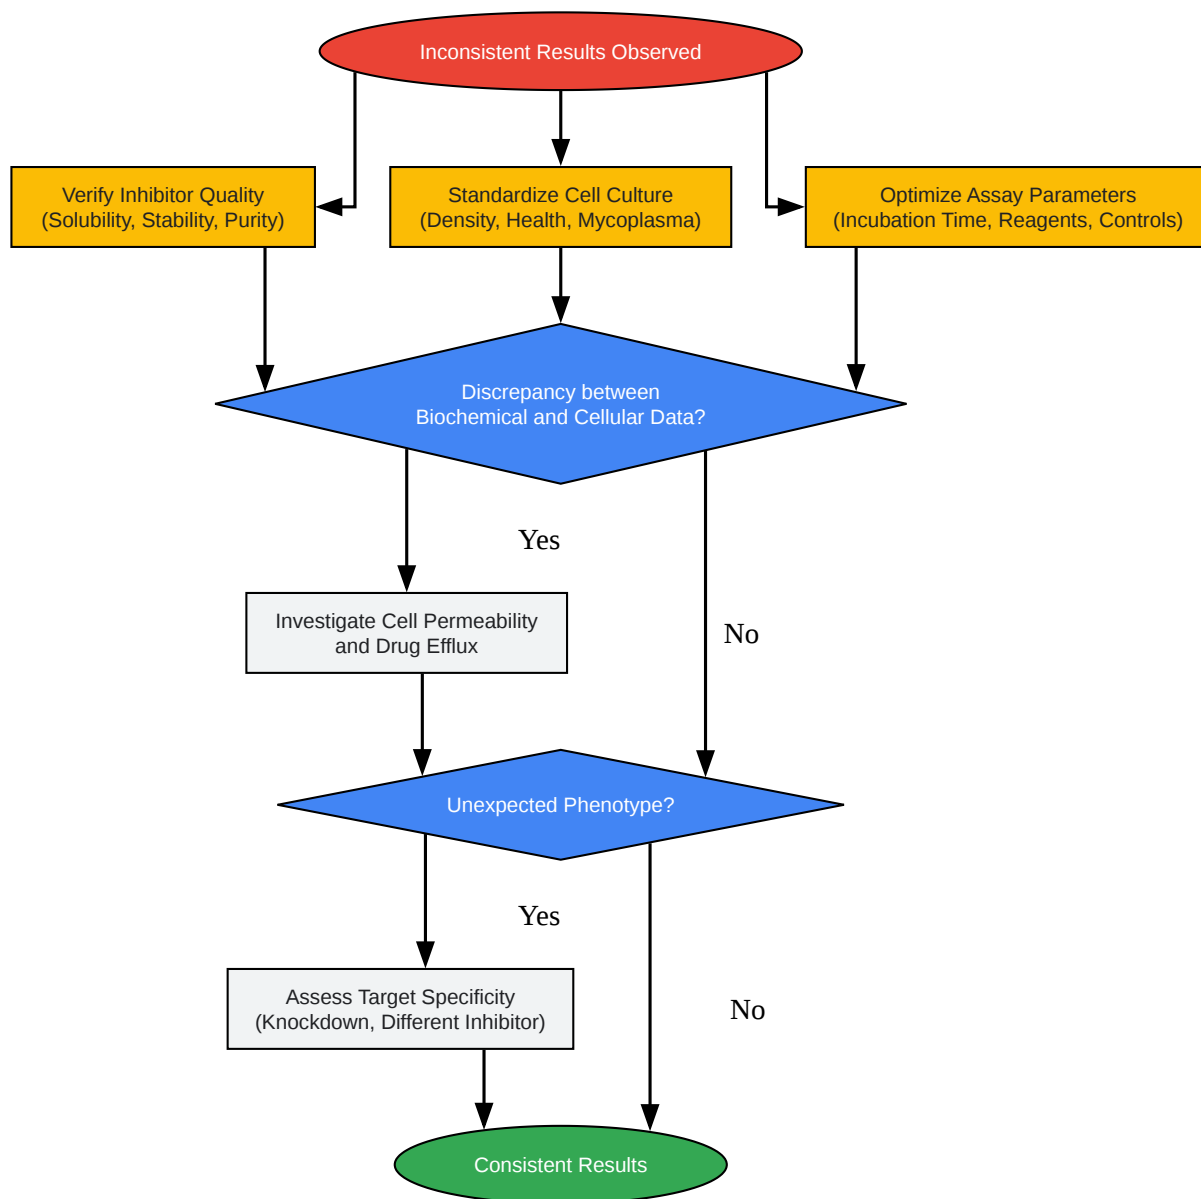 Inconsistent Results Observed
Verify Inhibitor Quality
(Solubility, Stability, Purity)
Standardize Cell Culture
(Density, Health, Mycoplasma)
Optimize Assay Parameters
(Incubation Time, Reagents, Controls)
Discrepancy between
Biochemical and Cellular Data?
Yes
Investigate Cell Permeability
and Drug Efflux
No
Unexpected Phenotype?
Yes
Assess Target Specificity
(Knockdown, Different Inhibitor)
No
Consistent Results